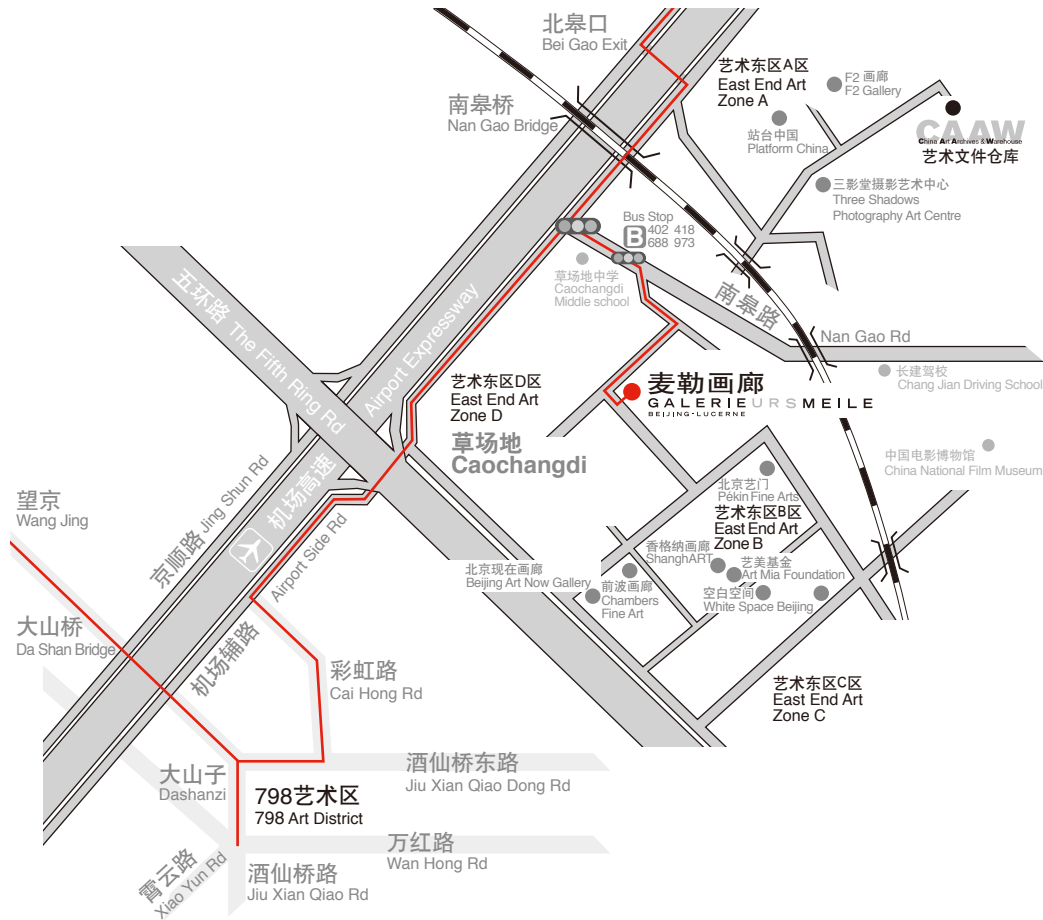 北皋口
Bei Gao Exit
艺术东区A区
East End Art
Zone A
F2 画廊
F2 Gallery
南皋桥
Nan Gao Bridge
站台中国
Platform China
CAAW
China Art Archives & Warehouse
艺术文件仓库
三影堂摄影艺术中心
Three Shadows
Photography Art Centre
Bus Stop
B
402 418
688 973
草场地中学
Caochangdi
Middle school
五环路 The Fifth Ring Rd
Airport Expressway
机场高速
南皋路
Nan Gao Rd
长建驾校
Chang Jian Driving School
艺术东区D区
East End Art
Zone D
麦勒画廊
GALERIEURSMEILE
BEIJING·LUCERNE
草场地
Caochangdi
中国电影博物馆
China National Film Museum
北京艺门
Pékin Fine Arts
艺术东区B区
East End Art
Zone B
望京
Wang Jing
京顺路 Jing Shun Rd
机场辅路
Airport Side Rd
香格纳画廊
ShanghART
艺美基金
Art Mia Foundation
北京现在画廊
Beijing Art Now Gallery
前波画廊
Chambers
Fine Art
空白空间
White Space Beijing
大山桥
Da Shan Bridge
彩虹路
Cai Hong Rd
艺术东区C区
East End Art
Zone C
大山子
Dashanzi
酒仙桥东路
Jiu Xian Qiao Dong Rd
798艺术区
798 Art District
万红路
Wan Hong Rd
霄云路
Xiao Yun Rd
酒仙桥路
Jiu Xian Qiao Rd